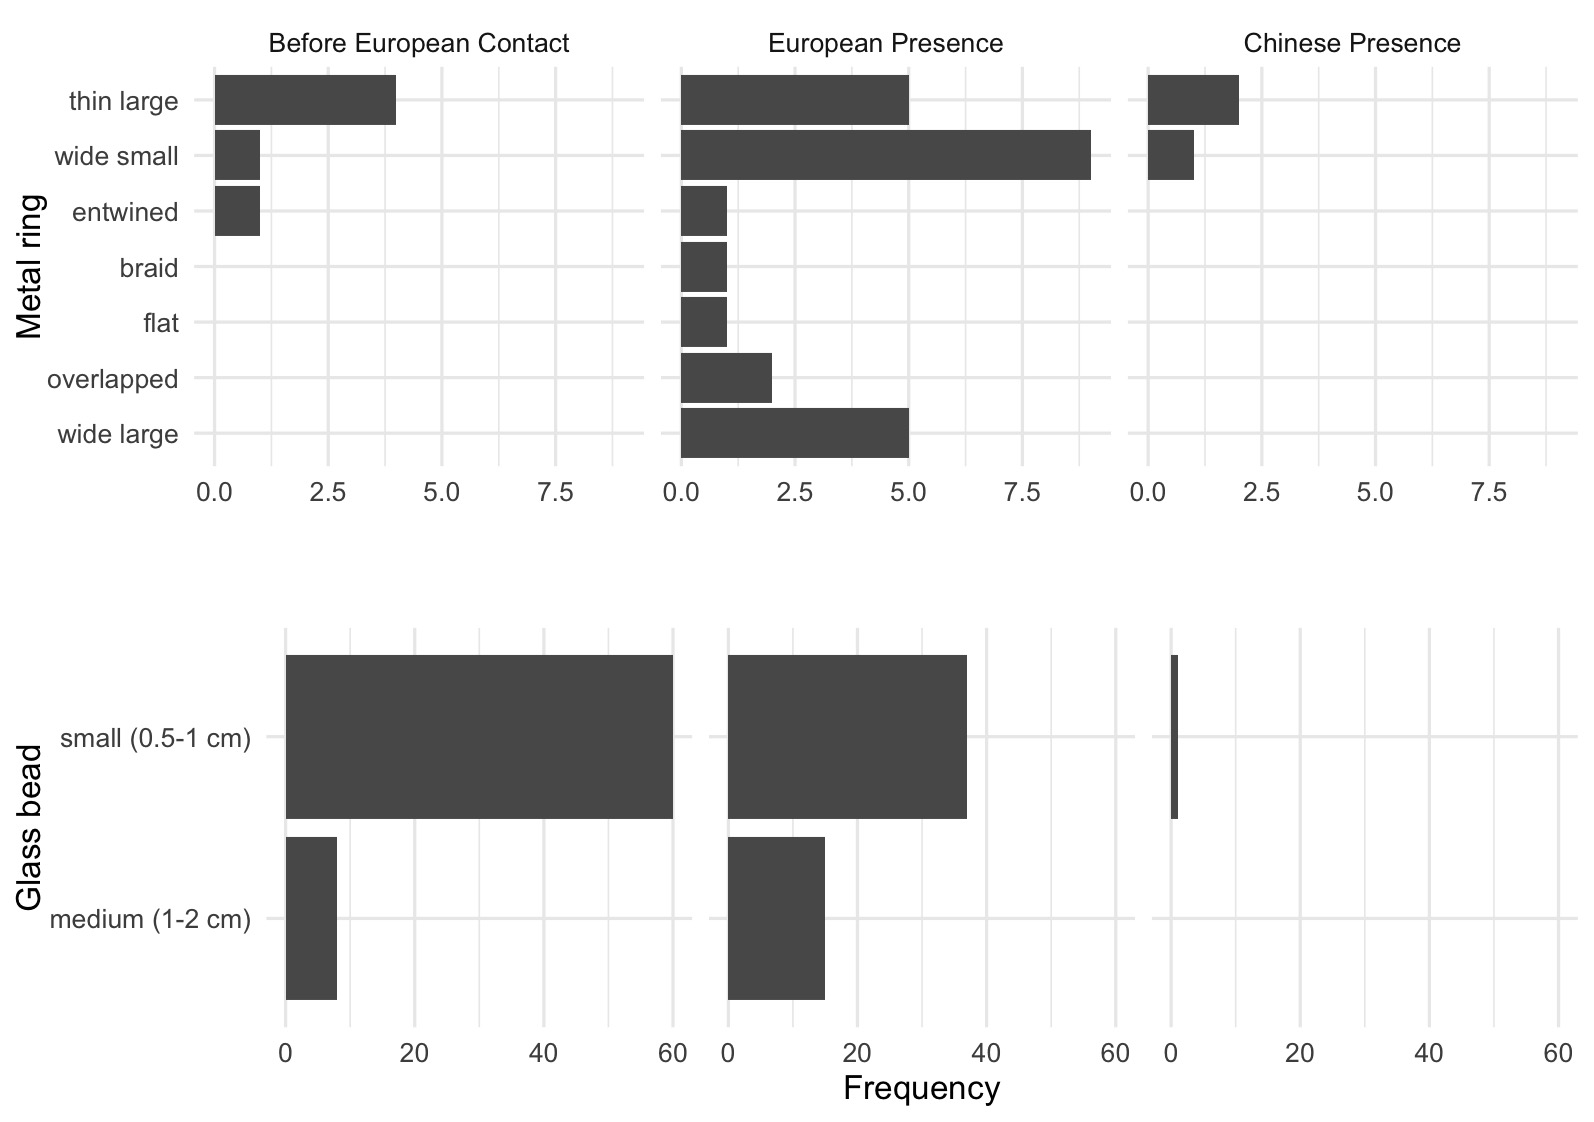 Before European Contact
European Presence
Chinese Presence
Metal ring
thin large
wide small
entwined
braid
flat
overlapped
wide large
0.0 2.5 5.0 7.5
0.0 2.5 5.0 7.5
0.0 2.5 5.0 7.5
Glass bead
small (0.5-1 cm)
medium (1-2 cm)
0 20 40 60
0 20 40 60
0 20 40 60
Frequency